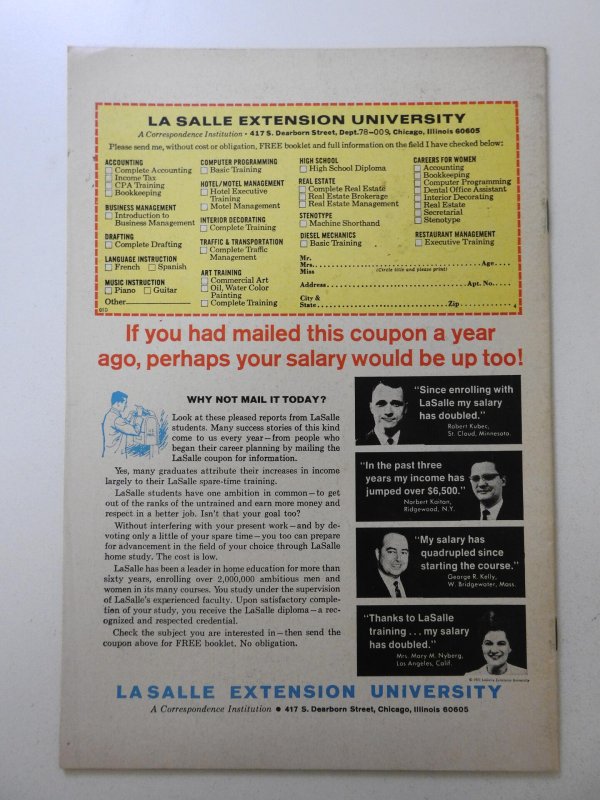 LA SALLE EXTENSION UNIVERSITY
A Correspondence Institution • 417 S. Dearborn Street, Dept. 78-009, Chicago, Illinois 60605
Please send me, without cost or obligation, FREE booklet and full information on the field I have checked below:
ACCOUNTING
Complete Accounting
Income Tax
CPA Training
Bookkeeping
BUSINESS MANAGEMENT
Introduction to
Business Management
DRAFTING
Complete Drafting
LANGUAGE INSTRUCTION
French Spanish
MUSIC INSTRUCTION
Piano Guitar
Other
COMPUTER PROGRAMMING
Basic Training
HOTEL/MOTEL MANAGEMENT
Hotel Executive
Training
Motel Management
INTERIOR DECORATING
Complete Training
TRAFFIC & TRANSPORTATION
Complete Traffic
Management
ART TRAINING
Commercial Art
Oil, Water Color
Painting
Complete Training
HIGH SCHOOL
High School Diploma
REAL ESTATE
Complete Real Estate
Real Estate Brokerage
Real Estate Management
STENOTYPE
Machine Shorthand
DIESEL MECHANICS
Basic Training
CAREERS FOR WOMEN
Accounting
Bookkeeping
Computer Programming
Dental Office Assistant
Interior Decorating
Real Estate
Secretarial
Stenotype
RESTAURANT MANAGEMENT
Executive Training
Mr.
Mrs. Age
Miss (Circle title and please print)
Address Apt. No.
City &
State Zip
If you had mailed this coupon a year
ago, perhaps your salary would be up too!
WHY NOT MAIL IT TODAY?
Look at these pleased reports from LaSalle
students. Many success stories of this kind
come to us every year—from people who
began their career planning by mailing the
LaSalle coupon for information.
Yes, many graduates attribute their increases in income
largely to their LaSalle spare-time training.
LaSalle students have one ambition in common—to get
out of the ranks of the untrained and earn more money and
respect in a better job. Isn't that your goal too?
Without interfering with your present work—and by de-
voting only a little of your spare time—you too can prepare
for advancement in the field of your choice through LaSalle
home study. The cost is low.
LaSalle has been a leader in home education for more than
sixty years, enrolling over 2,000,000 ambitious men and
women in its many courses. You study under the supervision
of LaSalle's experienced faculty. Upon satisfactory comple-
tion of your study, you receive the LaSalle diploma—a rec-
ognized and respected credential.
Check the subject you are interested in—then send the
coupon above for FREE booklet. No obligation.
"Since enrolling with
LaSalle my salary
has doubled."
Robert Kubec,
St. Cloud, Minnesota
"In the past three
years my income has
jumped over $6,500."
Norbert Kaitan,
Ridgewood, N.Y.
"My salary has
quadrupled since
starting the course."
George R. Kelly,
W. Bridgewater, Mass.
"Thanks to LaSalle
training . . . my salary
has doubled."
Mrs. Mary M. Nyberg,
Los Angeles, Calif.
LA SALLE EXTENSION UNIVERSITY
A Correspondence Institution • 417 S. Dearborn Street, Chicago, Illinois 60605